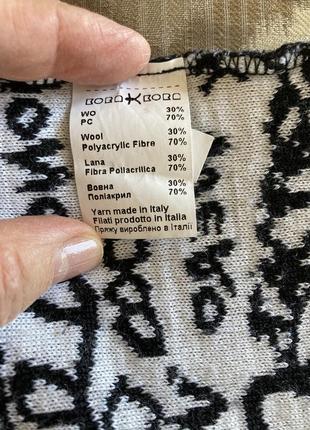 WO 30%
PC 70%
Wool 30%
Polyacrylic Fibre 70%
Lana 30%
Fibra Poliacrilica 70%
Вовна 30%
Поліакрил 70%
Yarn made in Italy
Filati prodotto in Italia
Пряжу вироблено в Італії